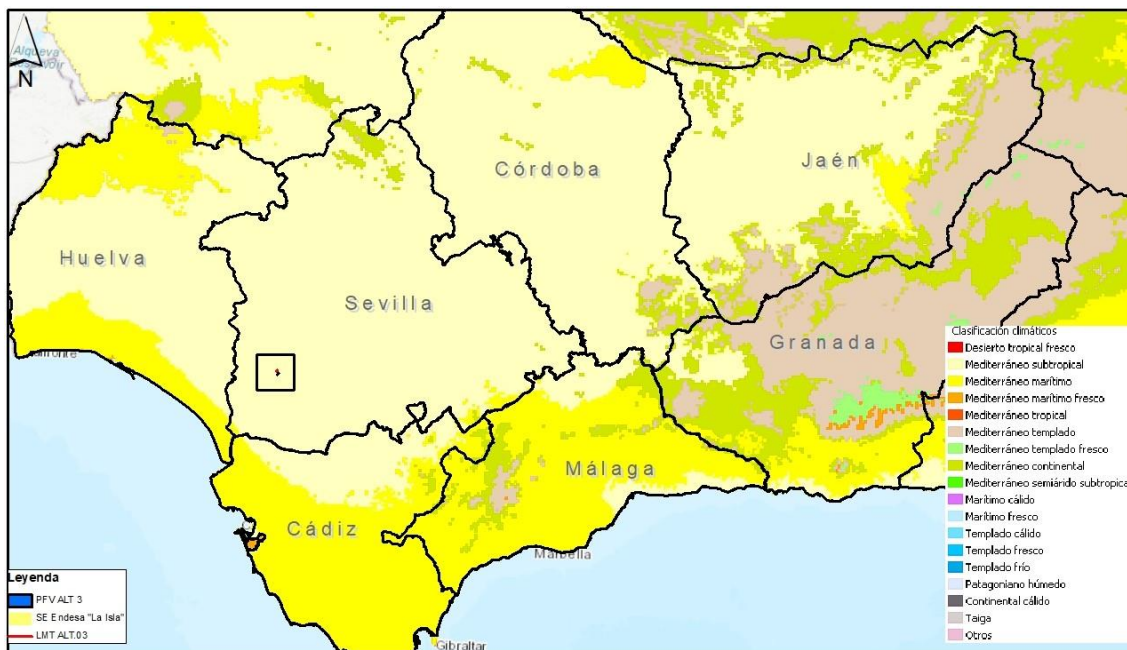 Alqueva
Reservoir
N
Córdoba
Jaén
Huelva
Sevilla
Granada
Málaga
Cádiz
Marbella
Gibraltar
Clasificación climáticos
Desierto tropical fresco
Mediterráneo subtropical
Mediterráneo marítimo
Mediterráneo marítimo fresco
Mediterráneo tropical
Mediterráneo templado
Mediterráneo templado fresco
Mediterráneo continental
Mediterráneo semiárido subtropica
Marítimo cálido
Marítimo fresco
Templado cálido
Templado fresco
Templado frío
Patagoniano húmedo
Continental cálido
Taiga
Otros
Leyenda
PFV ALT 3
SE Endesa "La Isla"
LMT ALT.03